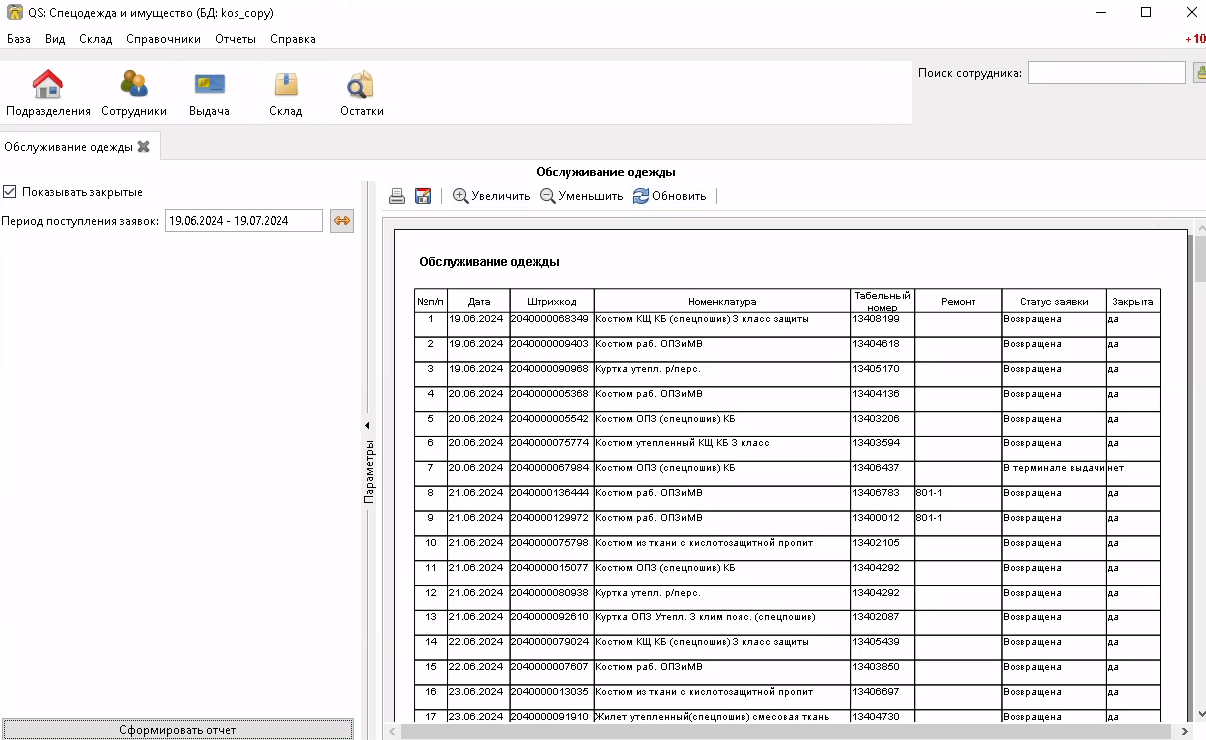 QS: Спецодежда и имущество (БД: kos_copy)
База Вид Склад Справочники Отчеты Справка
+10
Подразделения Сотрудники Выдача Склад Остатки
Поиск сотрудника:
Обслуживание одежды
Обслуживание одежды
Показывать закрытые
Период поступления заявок: 19.06.2024 - 19.07.2024
Увеличить Уменьшить Обновить
Параметры
Обслуживание одежды
№п/п Дата Штрихкод Номенклатура Табельный номер Ремонт Статус заявки Закрыта
1 19.06.2024 2040000068349 Костюм КЩ КБ (спецпошив) 3 класс защиты 13408199 Возвращена да
2 19.06.2024 2040000009403 Костюм раб. ОПЗиМВ 13404618 Возвращена да
3 19.06.2024 2040000090968 Куртка утепл. р/перс. 13405170 Возвращена да
4 20.06.2024 2040000005368 Костюм раб. ОПЗиМВ 13404136 Возвращена да
5 20.06.2024 2040000005542 Костюм ОПЗ (спецпошив) КБ 13403206 Возвращена да
6 20.06.2024 2040000075774 Костюм утепленный КЩ КБ 3 класс 13403594 Возвращена да
7 20.06.2024 2040000067984 Костюм ОПЗ (спецпошив) КБ 13406437 В терминале выдачи нет
8 21.06.2024 2040000136444 Костюм раб. ОПЗиМВ 13406783 801-1 Возвращена да
9 21.06.2024 2040000129972 Костюм раб. ОПЗиМВ 13400012 801-1 Возвращена да
10 21.06.2024 2040000075798 Костюм из ткани с кислотозащитной пропит 13402105 Возвращена да
11 21.06.2024 2040000015077 Костюм ОПЗ (спецпошив) КБ 13404292 Возвращена да
12 21.06.2024 2040000080938 Куртка утепл. р/перс. 13404292 Возвращена да
13 21.06.2024 2040000092610 Куртка ОПЗ Утепл. 3 клим пояс. (спецпошив) 13402087 Возвращена да
14 22.06.2024 2040000079024 Костюм КЩ КБ (спецпошив) 3 класс защиты 13405439 Возвращена да
15 22.06.2024 2040000007607 Костюм раб. ОПЗиМВ 13403850 Возвращена да
16 23.06.2024 2040000013035 Костюм из ткани с кислотозащитной пропит 13406697 Возвращена да
17 23.06.2024 2040000091910 Жилет утепленный(спецпошив) смесовая ткань 13404730 Возвращена да
Сформировать отчет